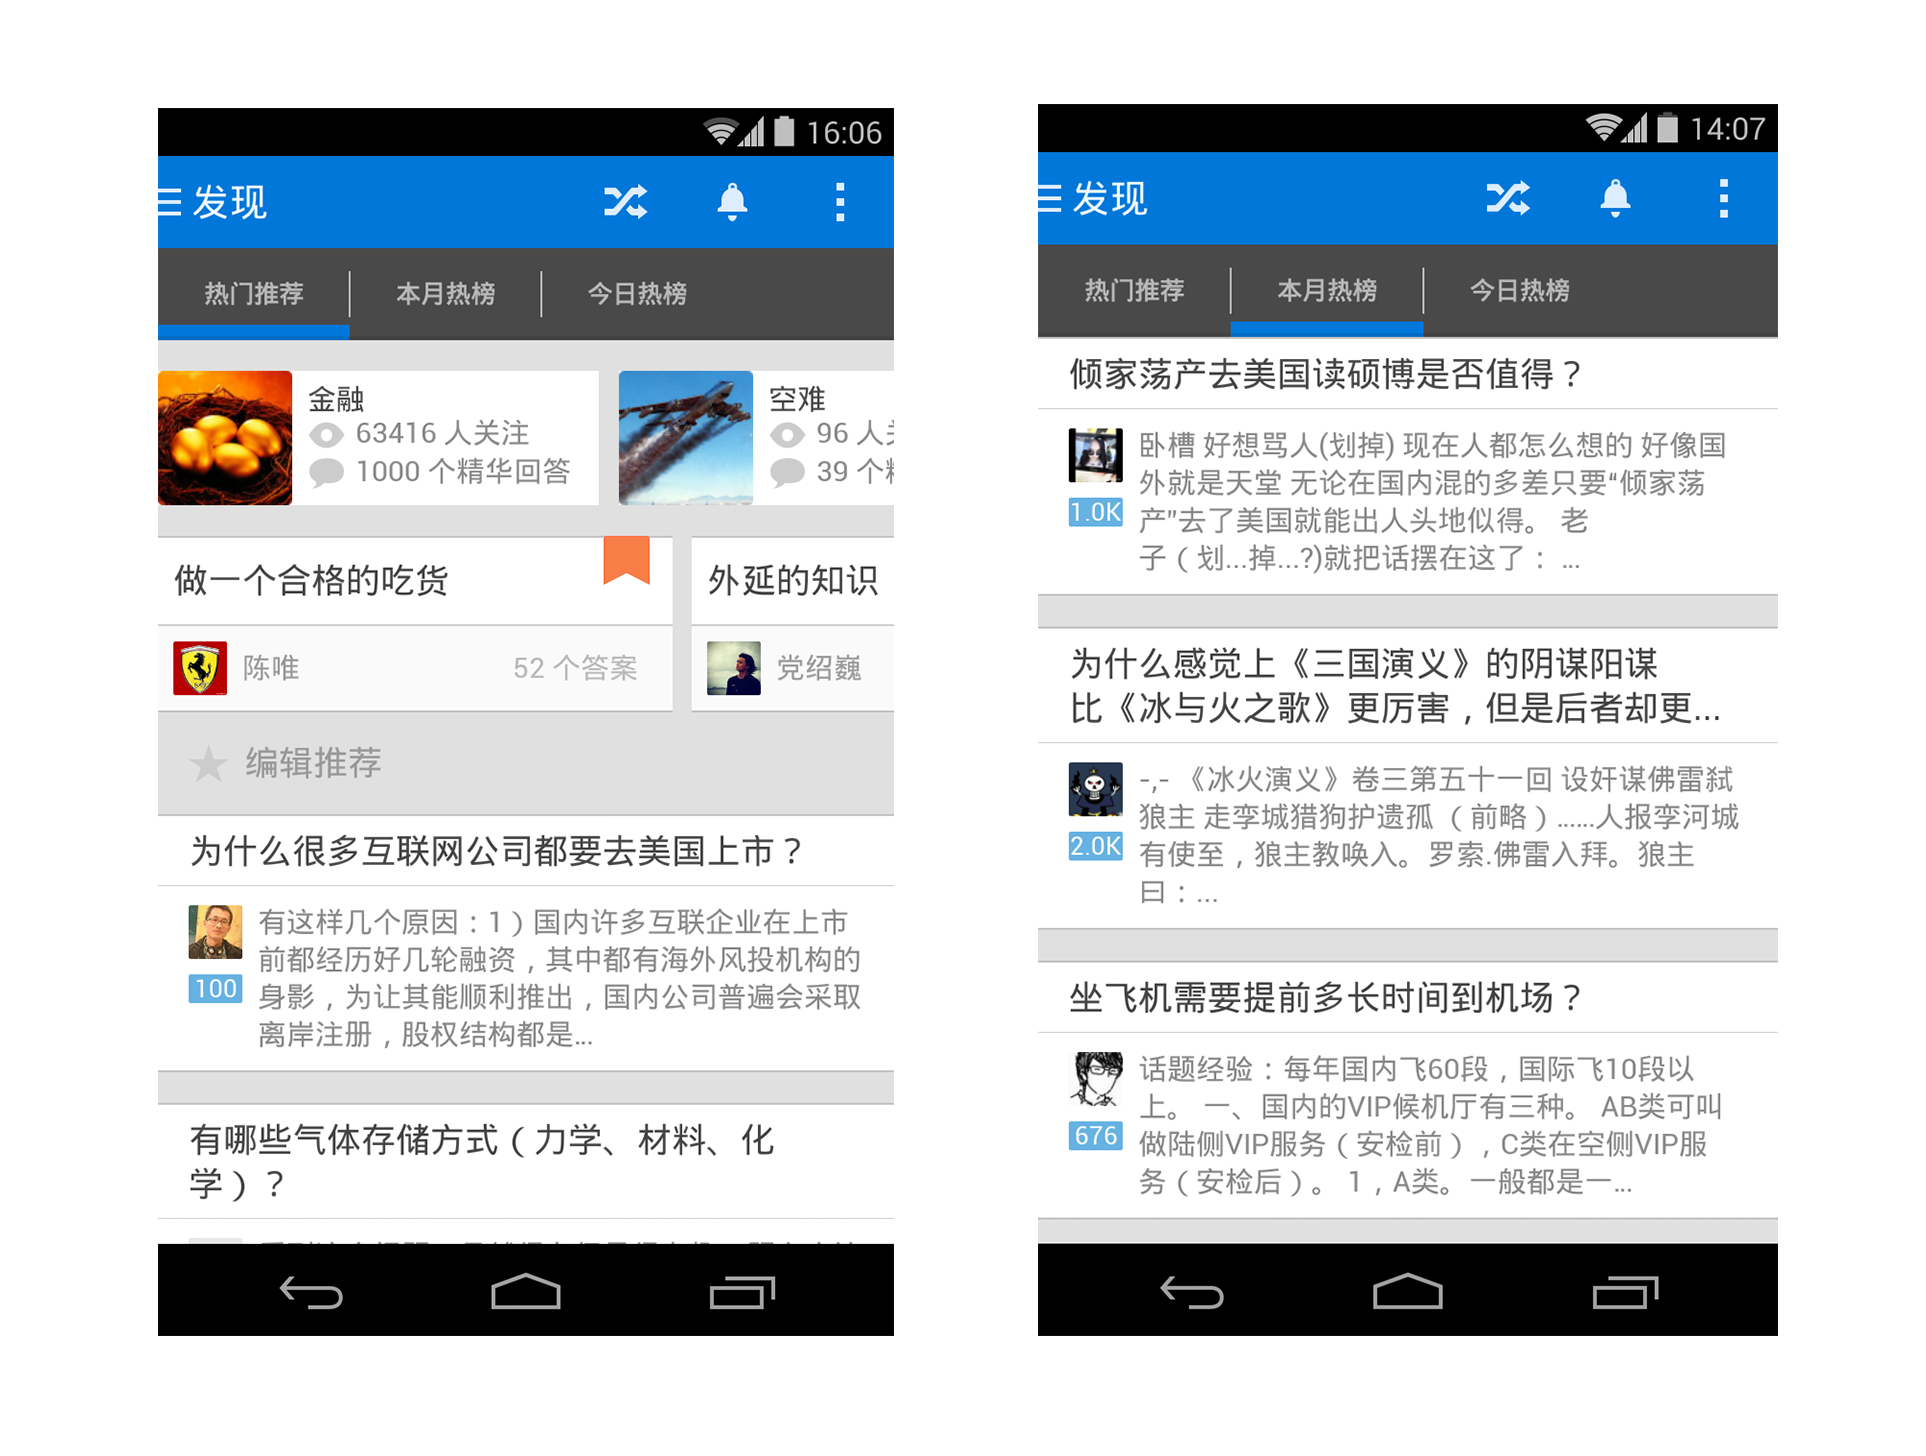 16:06
发现
热门推荐
本月热榜
今日热榜
金融
63416 人关注
1000 个精华回答
空难
96 人
39 个
做一个合格的吃货
陈唯
52 个答案
外延的知识
党绍巍
编辑推荐
为什么很多互联网公司都要去美国上市？
100
有这样几个原因：1）国内许多互联企业在上市
前都经历好几轮融资，其中都有海外风投机构的
身影，为让其能顺利推出，国内公司普遍会采取
离岸注册，股权结构都是...
有哪些气体存储方式（力学、材料、化
学）？
14:07
发现
热门推荐
本月热榜
今日热榜
倾家荡产去美国读硕博是否值得？
1.0K
卧槽 好想骂人(划掉) 现在人都怎么想的 好像国
外就是天堂 无论在国内混的多差只要“倾家荡
产”去了美国就能出人头地似得。 老
子（划...掉...?)就把话摆在这了： ...
为什么感觉上《三国演义》的阴谋阳谋
比《冰与火之歌》更厉害，但是后者却更...
2.0K
-,- 《冰火演义》卷三第五十一回 设奸谋佛雷弑
狼主 走孪城猎狗护遗孤 （前略）......人报孪河城
有使至，狼主教唤入。罗索.佛雷入拜。狼主
曰：...
坐飞机需要提前多长时间到机场？
676
话题经验：每年国内飞60段，国际飞10段以
上。 一、国内的VIP候机厅有三种。 AB类可叫
做陆侧VIP服务（安检前），C类在空侧VIP服
务（安检后）。 1，A类。一般都是一...